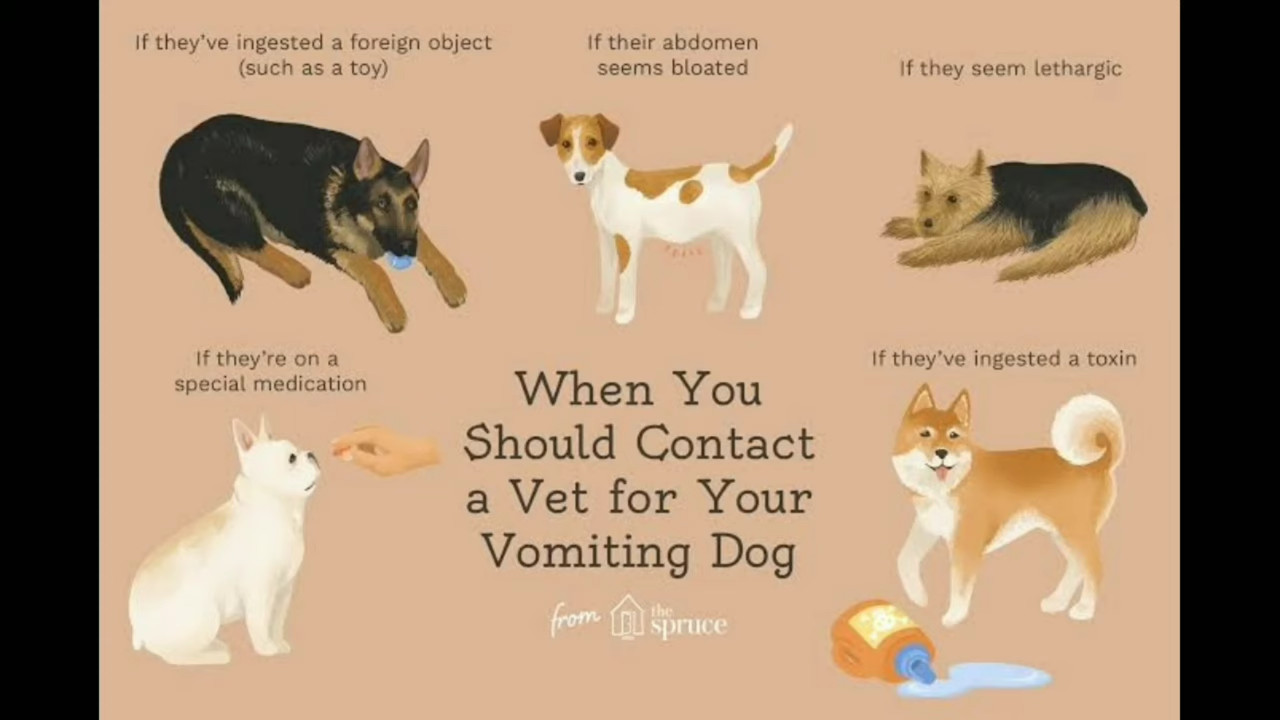 If they've ingested a foreign object
(such as a toy)
If their abdomen
seems bloated
If they seem lethargic
If they're on a
special medication
When You
Should Contact
a Vet for Your
Vomiting Dog
from the spruce
If they've ingested a toxin